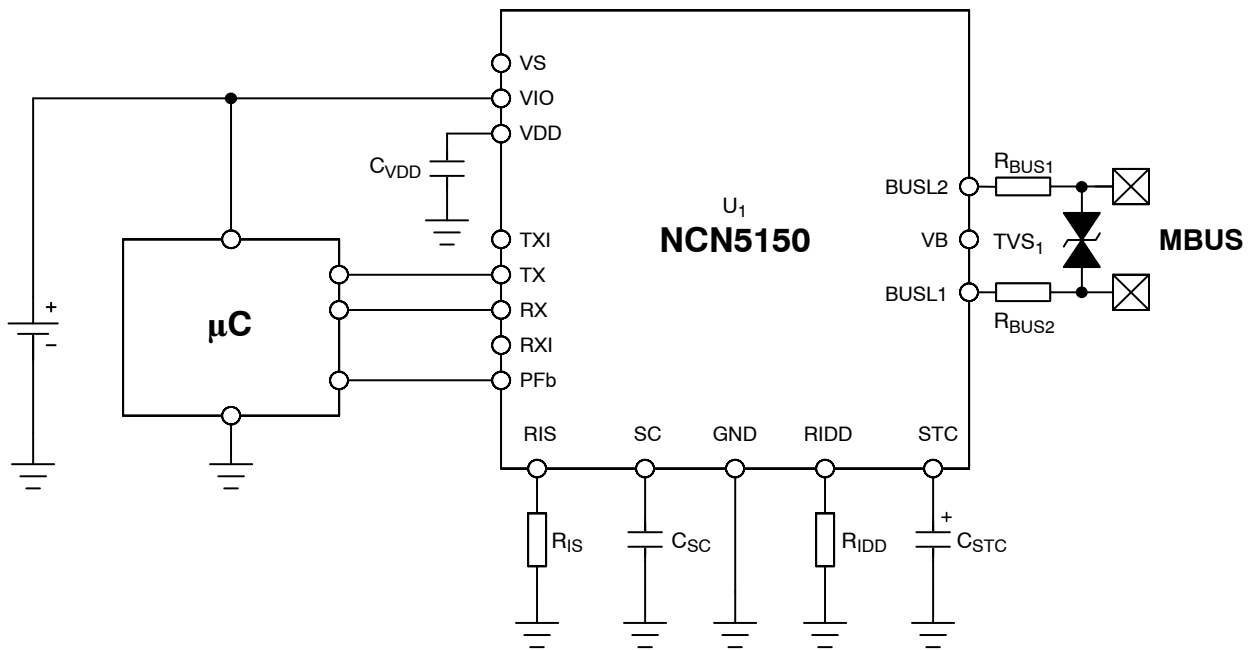 VS
VIO
VDD
C_VDD
R_BUS1
BUSL2
U_1
NCN5150
TXI
VB
TVS_1
MBUS
TX
BUSL1
RX
R_BUS2
+
−
μC
RXI
PFb
RIS
SC
GND
RIDD
STC
+
R_IS
C_SC
R_IDD
C_STC